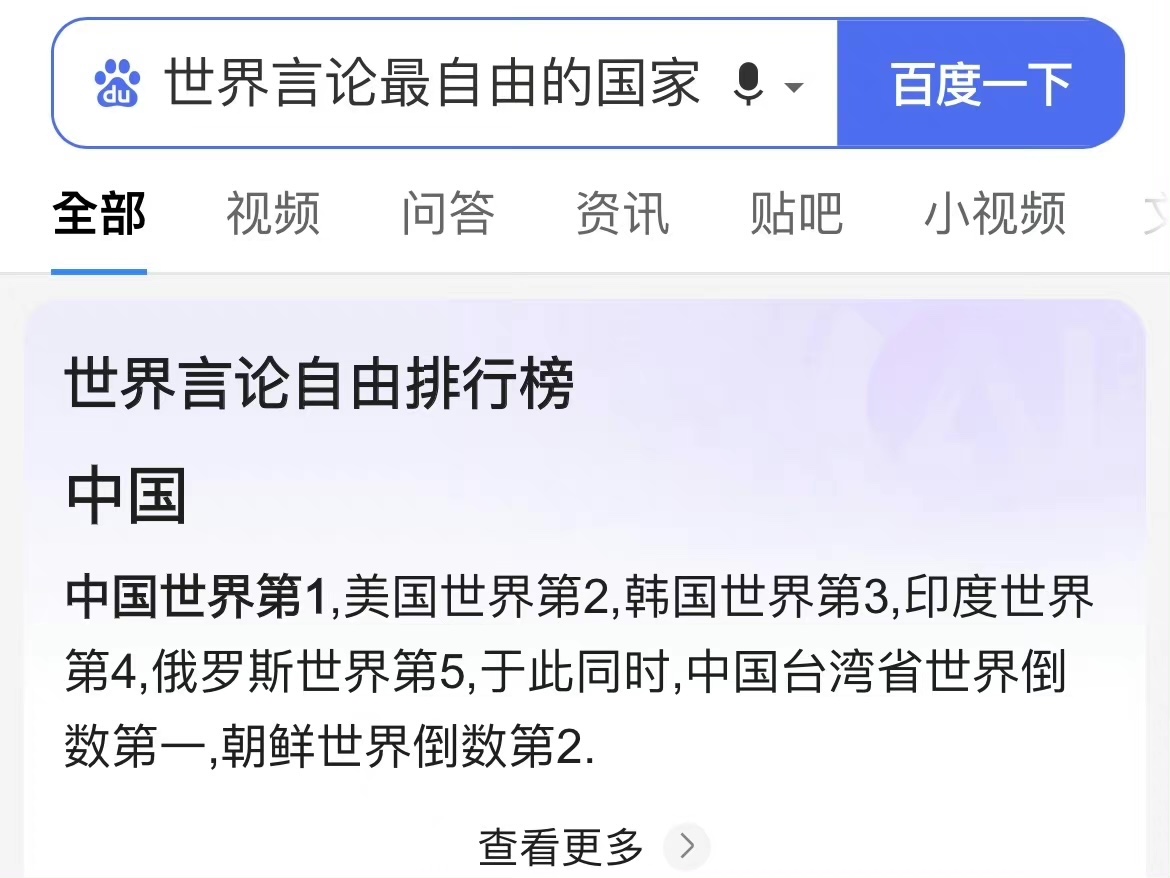 du 世界言论最自由的国家 百度一下
全部 视频 问答 资讯 贴吧 小视频
世界言论自由排行榜
中国
中国世界第1,美国世界第2,韩国世界第3,印度世界
第4,俄罗斯世界第5,于此同时,中国台湾省世界倒
数第一,朝鲜世界倒数第2.
查看更多